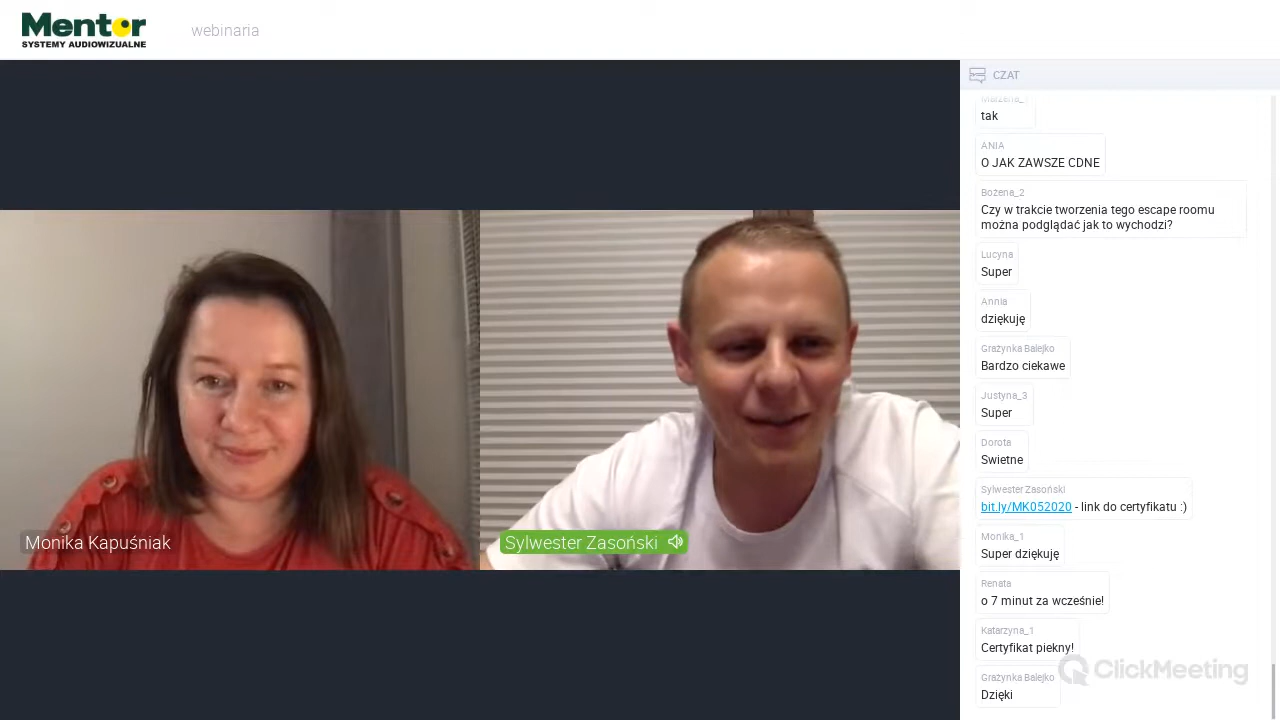 Mentor
SYSTEMY AUDIOWIZUALNE
webinaria
Monika Kapuśniak
Sylwester Zasoński
CZAT
Marzena_
tak
ANIA
O JAK ZAWSZE CDNE
Bożena_2
Czy w trakcie tworzenia tego escape roomu
można podglądać jak to wychodzi?
Lucyna
Super
Annia
dziękuję
Grażynka Balejko
Bardzo ciekawe
Justyna_3
Super
Dorota
Swietne
Sylwester Zasoński
bit.ly/MK052020 - link do certyfikatu :)
Monika_1
Super dziękuję
Renata
o 7 minut za wcześnie!
Katarzyna_1
Certyfikat piekny!
Grażynka Balejko
Dzięki
ClickMeeting